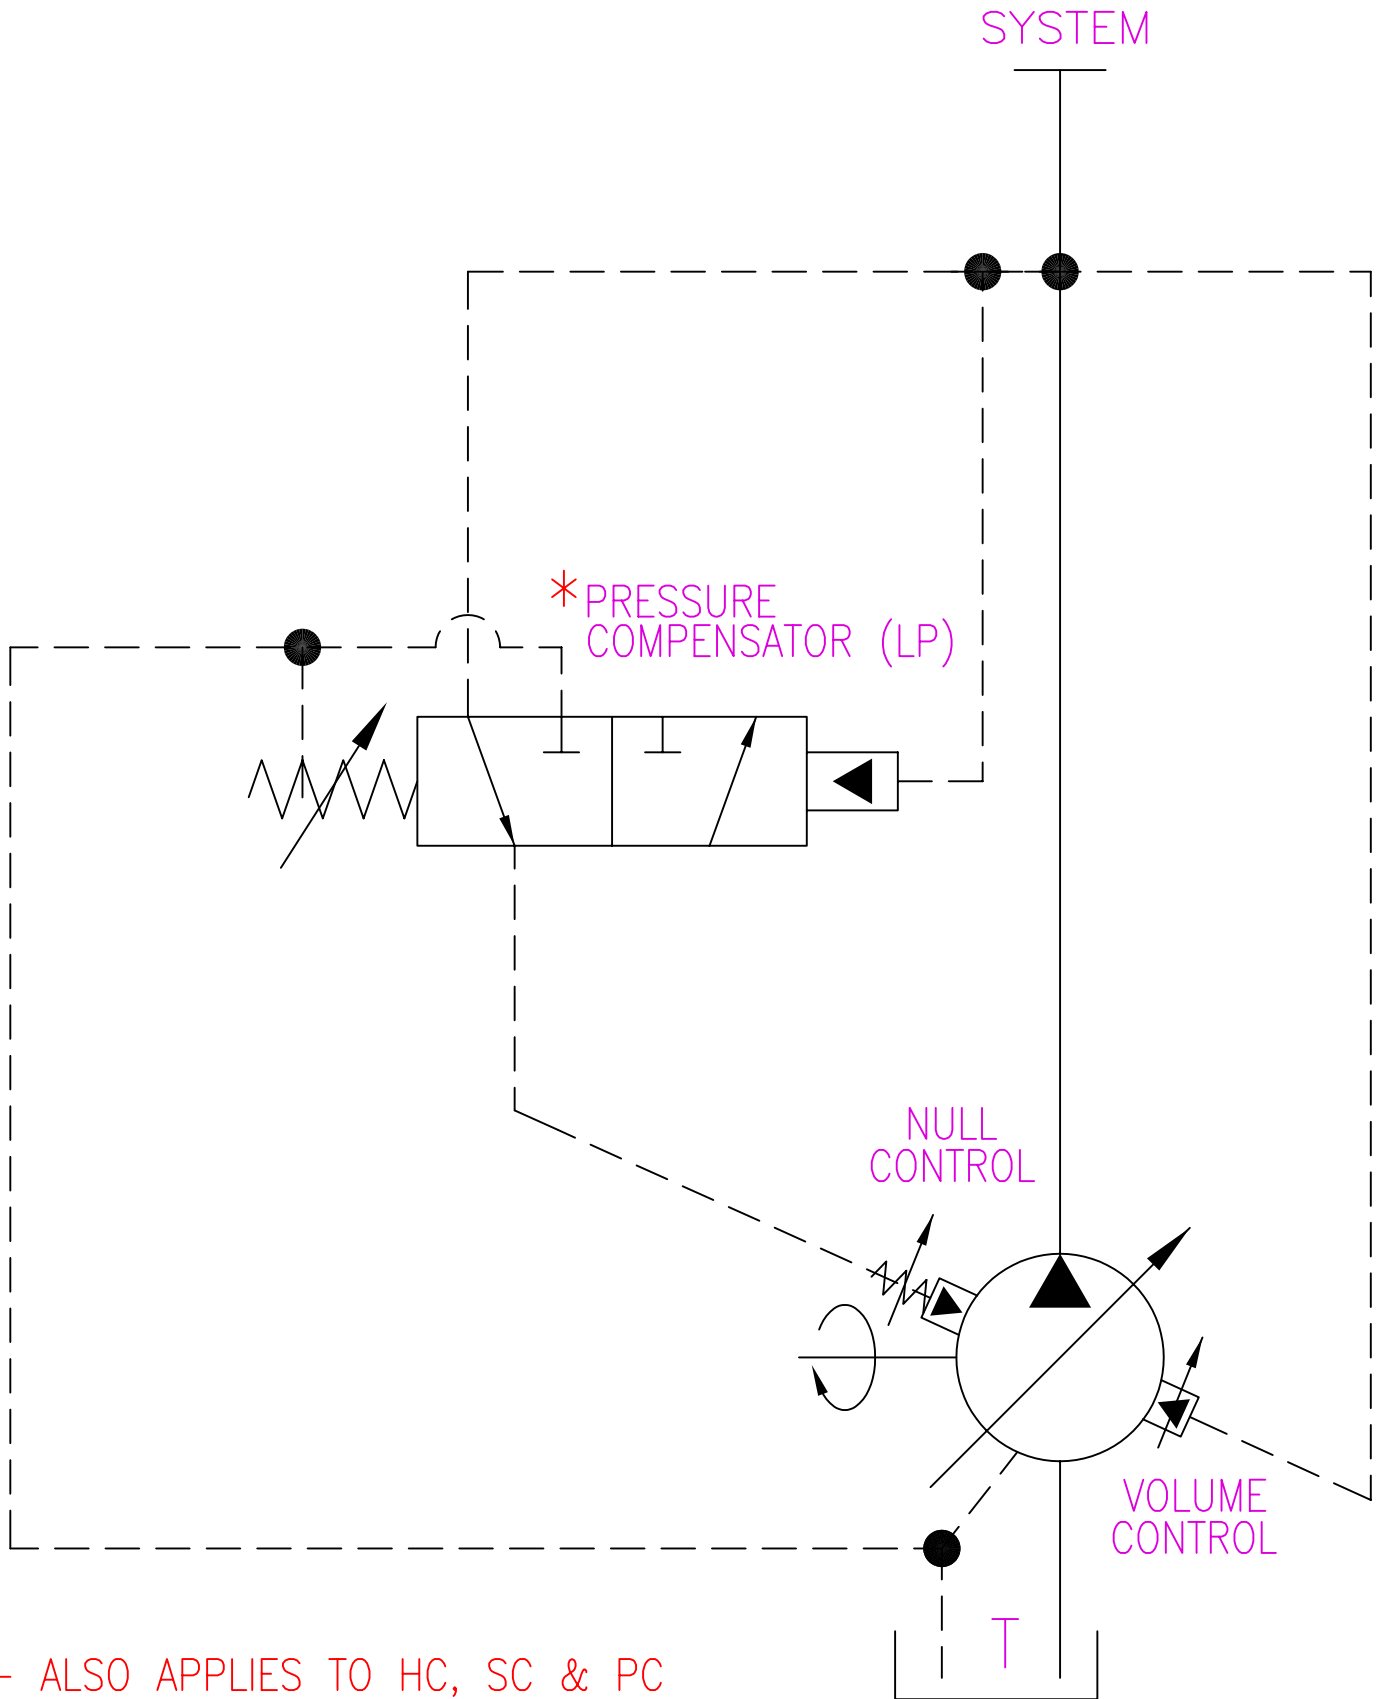 SYSTEM
*PRESSURE
COMPENSATOR (LP)
NULL
CONTROL
VOLUME
CONTROL
T
- ALSO APPLIES TO HC, SC & PC